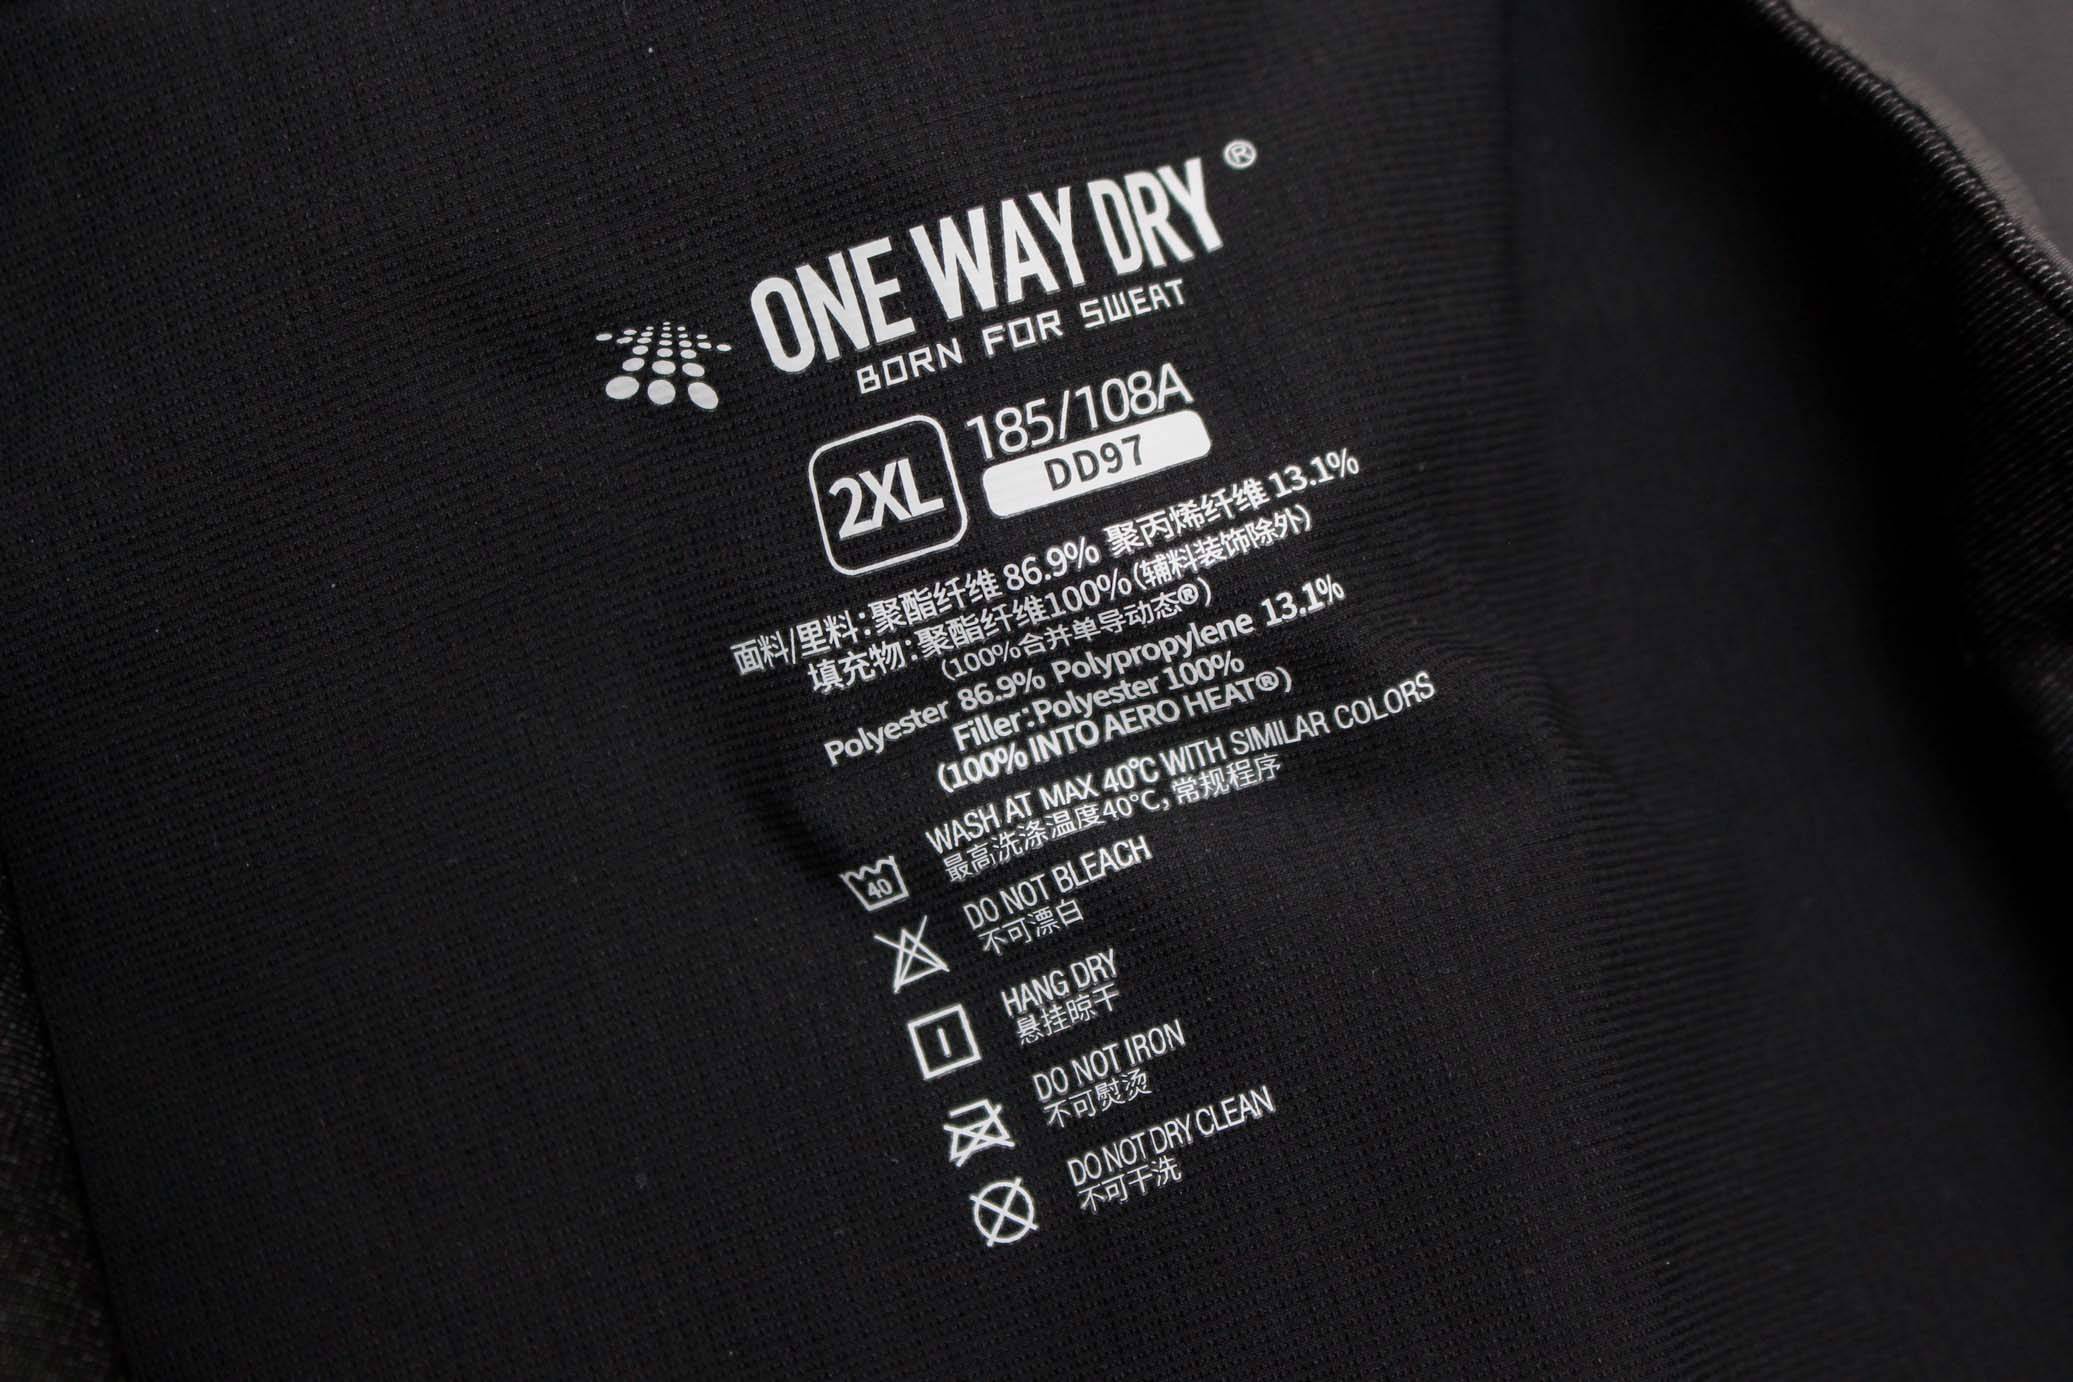 ONE WAY DRY®
BORN FOR SWEAT
2XL
185/108A
DD97
面料/里料:聚酯纤维 86.9% 聚丙烯纤维 13.1%
填充物:聚酯纤维100%(辅料装饰除外)
(100%合并单导动态®)
Polyester 86.9% Polypropylene 13.1%
Filler:Polyester 100%
(100% INTO AERO HEAT®)
WASH AT MAX 40℃ WITH SIMILAR COLORS
40
最高洗涤温度40℃,常规程序
DO NOT BLEACH
不可漂白
HANG DRY
悬挂晾干
DO NOT IRON
不可熨烫
DO NOT DRY CLEAN
不可干洗